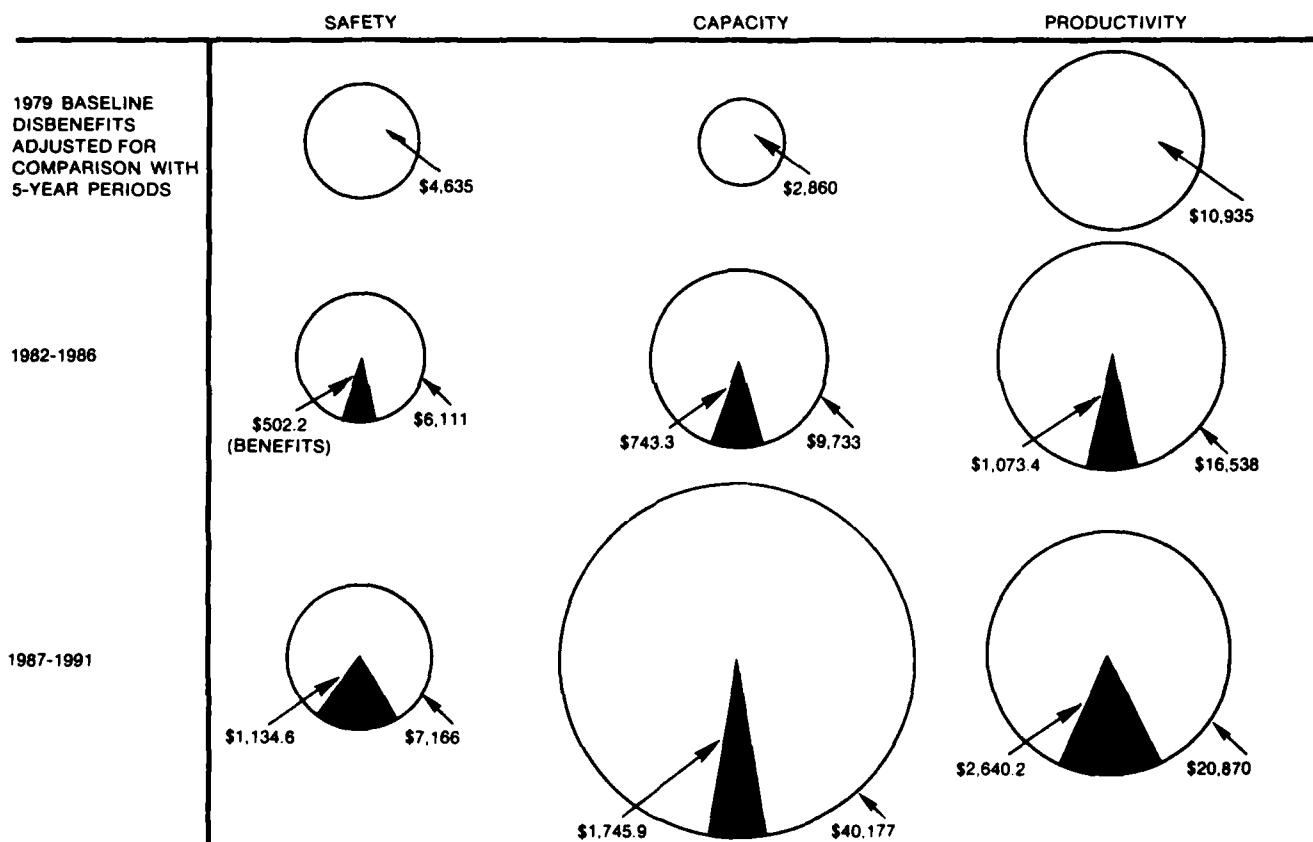 SAFETY
CAPACITY
PRODUCTIVITY
1979 BASELINE
DISBENEFITS
ADJUSTED FOR
COMPARISON WITH
5-YEAR PERIODS
$4,635
$2,860
$10,935
1982-1986
$502.2
(BENEFITS)
$6,111
$743.3
$9,733
$1,073.4
$16,538
1987-1991
$1,134.6
$7,166
$1,745.9
$40,177
$2,640.2
$20,870